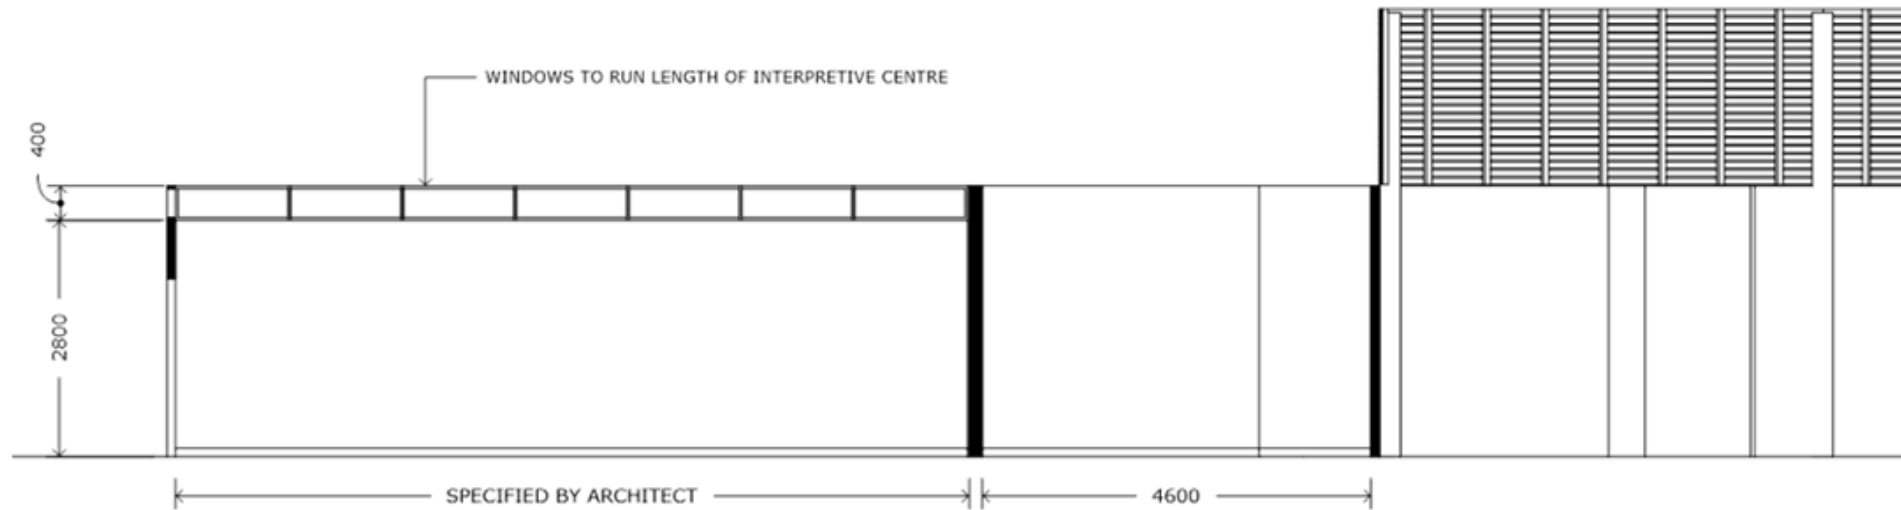 WINDOWS TO RUN LENGTH OF INTERPRETIVE CENTRE
400
2800
SPECIFIED BY ARCHITECT
4600